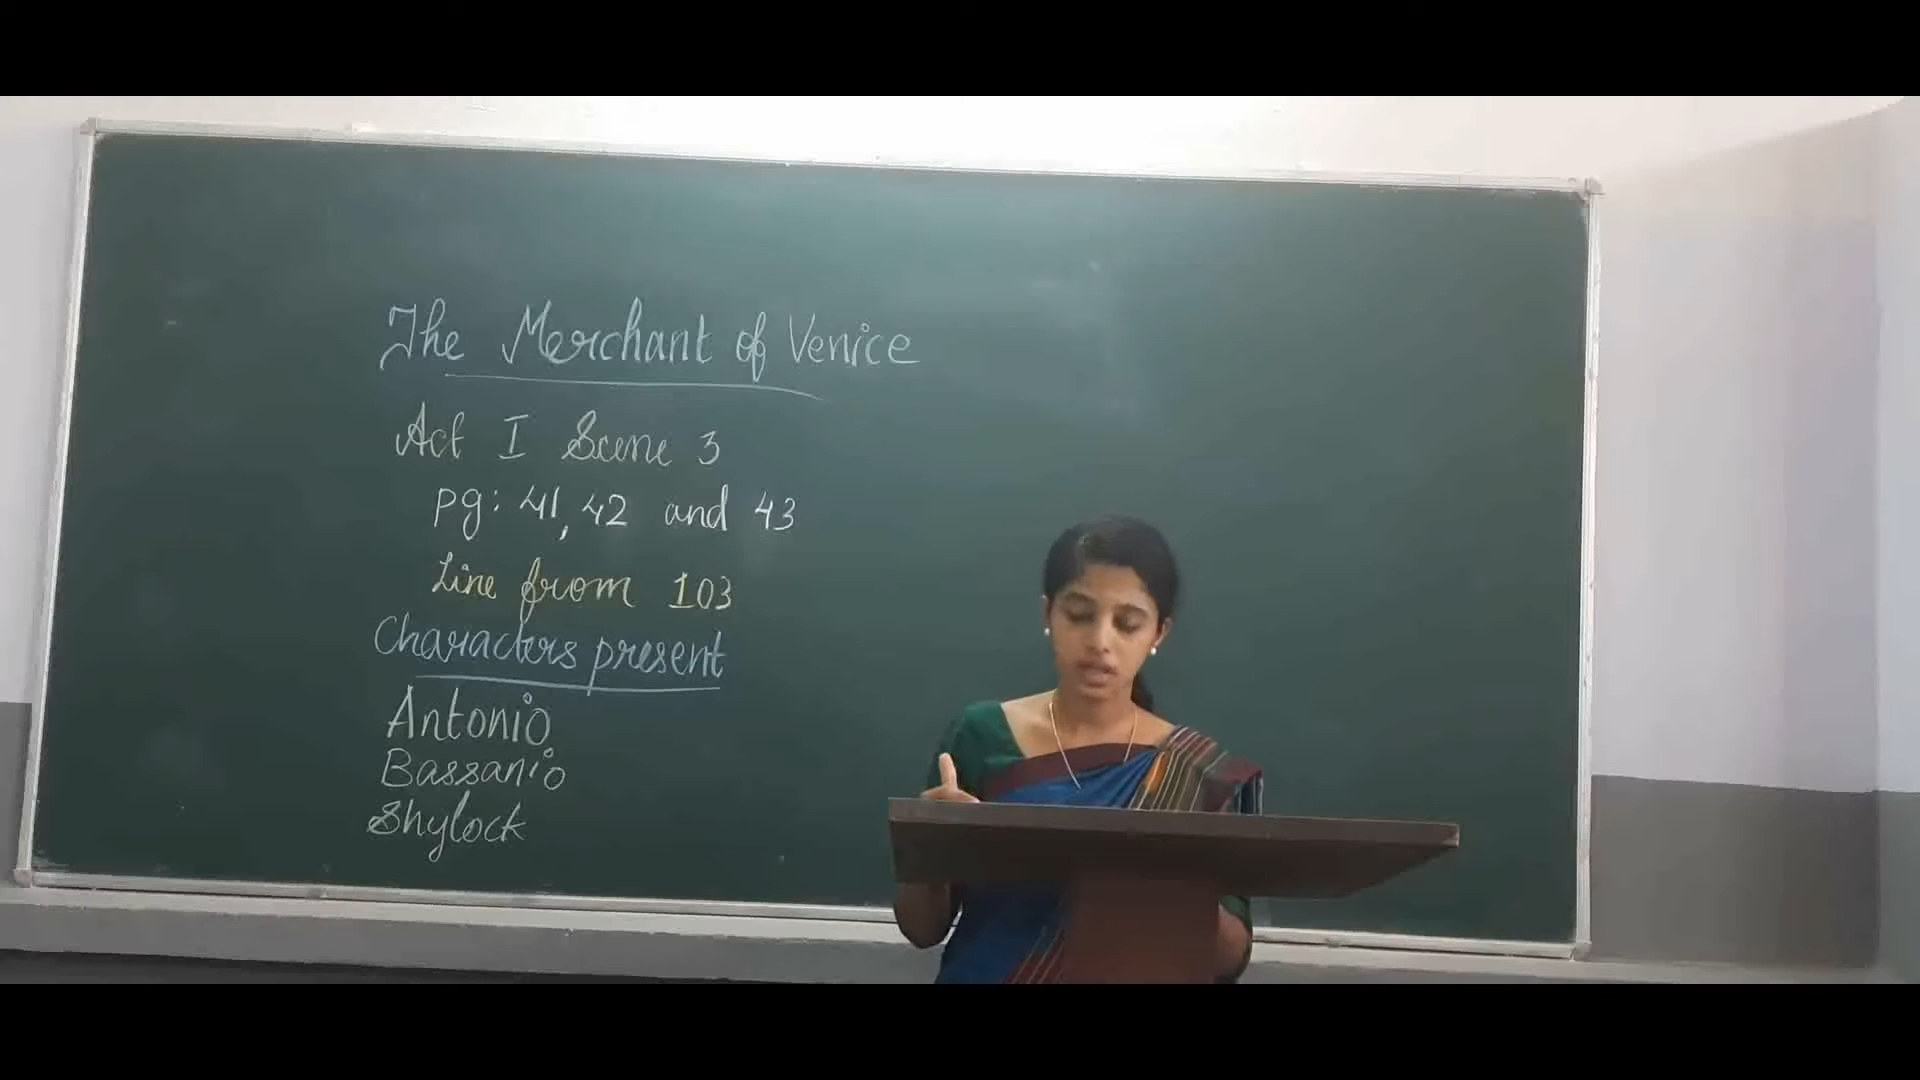 The Merchant of Venice
Act I Scene 3
pg: 41, 42 and 43
Line from 103
Characters present
Antonio
Bassanio
Shylock